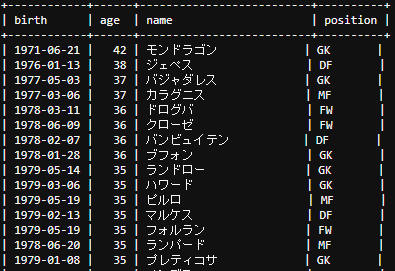 birth | age | name | position |
1971-06-21 | 42 | モンドラゴン | GK |
1976-01-13 | 38 | ジェペス | DF |
1977-05-03 | 37 | バジャダレス | GK |
1977-03-06 | 37 | カラグニス | MF |
1978-03-11 | 36 | ドログバ | FW |
1978-06-09 | 36 | クローゼ | FW |
1978-02-07 | 36 | バンビュイテン | DF |
1978-01-28 | 36 | ブフォン | GK |
1979-05-14 | 35 | ランドロー | GK |
1979-03-06 | 35 | ハワード | GK |
1979-05-19 | 35 | ピルロ | MF |
1979-02-13 | 35 | マルケス | DF |
1979-05-19 | 35 | フォルラン | FW |
1978-06-20 | 35 | ランパード | MF |
1979-01-08 | 35 | プレティコサ | GK |